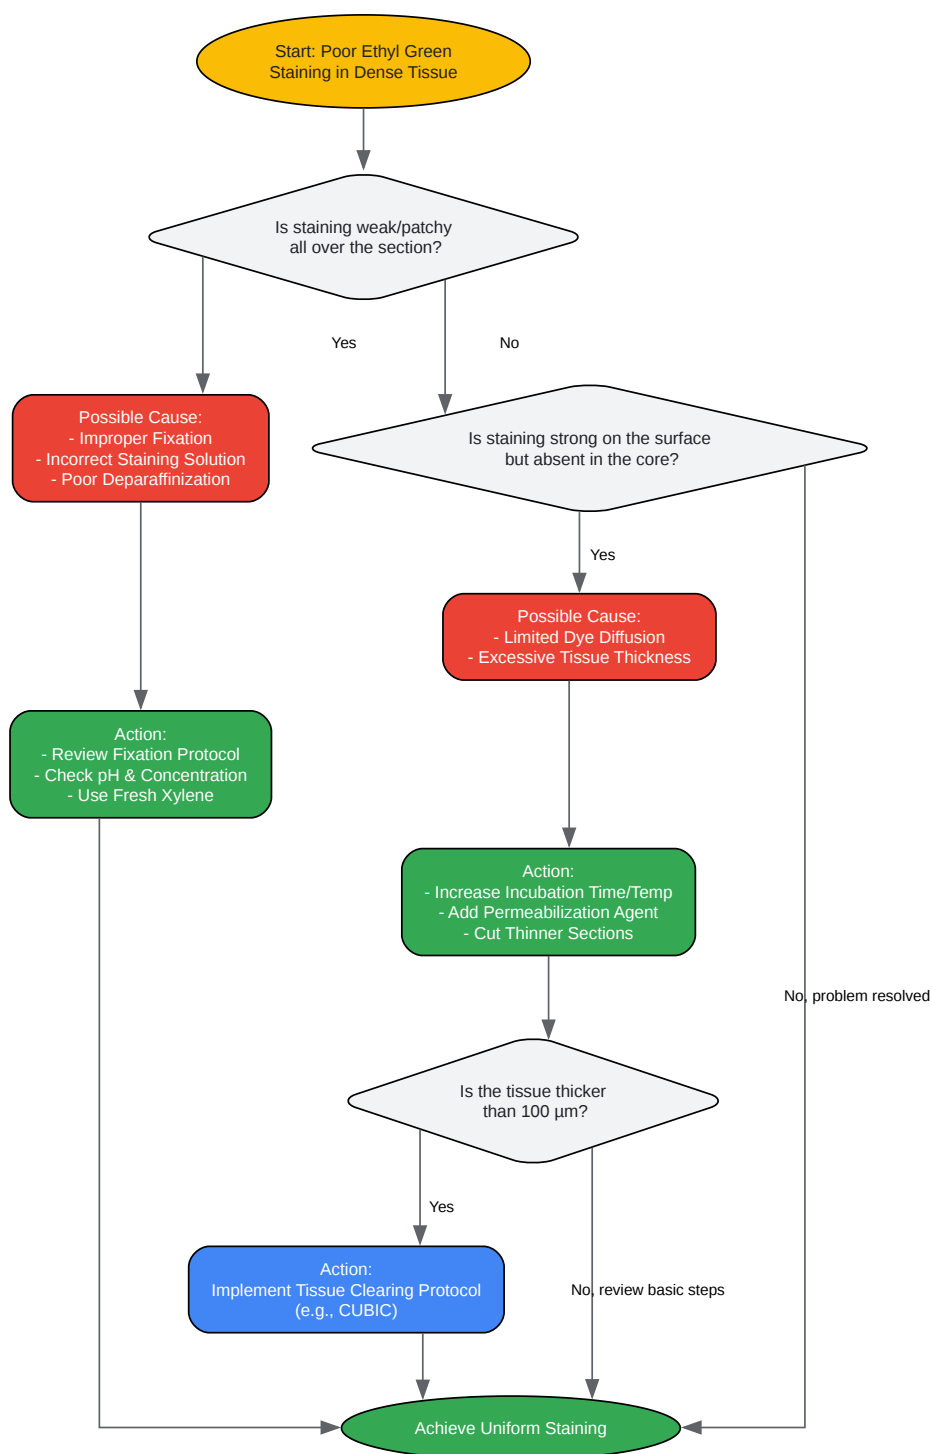 Start: Poor Ethyl Green
Staining in Dense Tissue
Is staining weak/patchy
all over the section?
Yes
No
Possible Cause:
- Improper Fixation
- Incorrect Staining Solution
- Poor Deparaffinization
Is staining strong on the surface
but absent in the core?
Yes
Possible Cause:
- Limited Dye Diffusion
- Excessive Tissue Thickness
Action:
- Review Fixation Protocol
- Check pH & Concentration
- Use Fresh Xylene
Action:
- Increase Incubation Time/Temp
- Add Permeabilization Agent
- Cut Thinner Sections
No, problem resolved
Is the tissue thicker
than 100 µm?
Yes
Action:
Implement Tissue Clearing Protocol
(e.g., CUBIC)
No, review basic steps
Achieve Uniform Staining